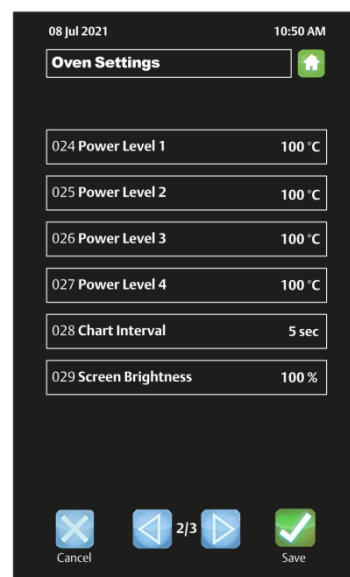 08 Jul 2021 10:50 AM
Oven Settings
024 Power Level 1 100 °C
025 Power Level 2 100 °C
026 Power Level 3 100 °C
027 Power Level 4 100 °C
028 Chart Interval 5 sec
029 Screen Brightness 100 %
2/3
Cancel Save